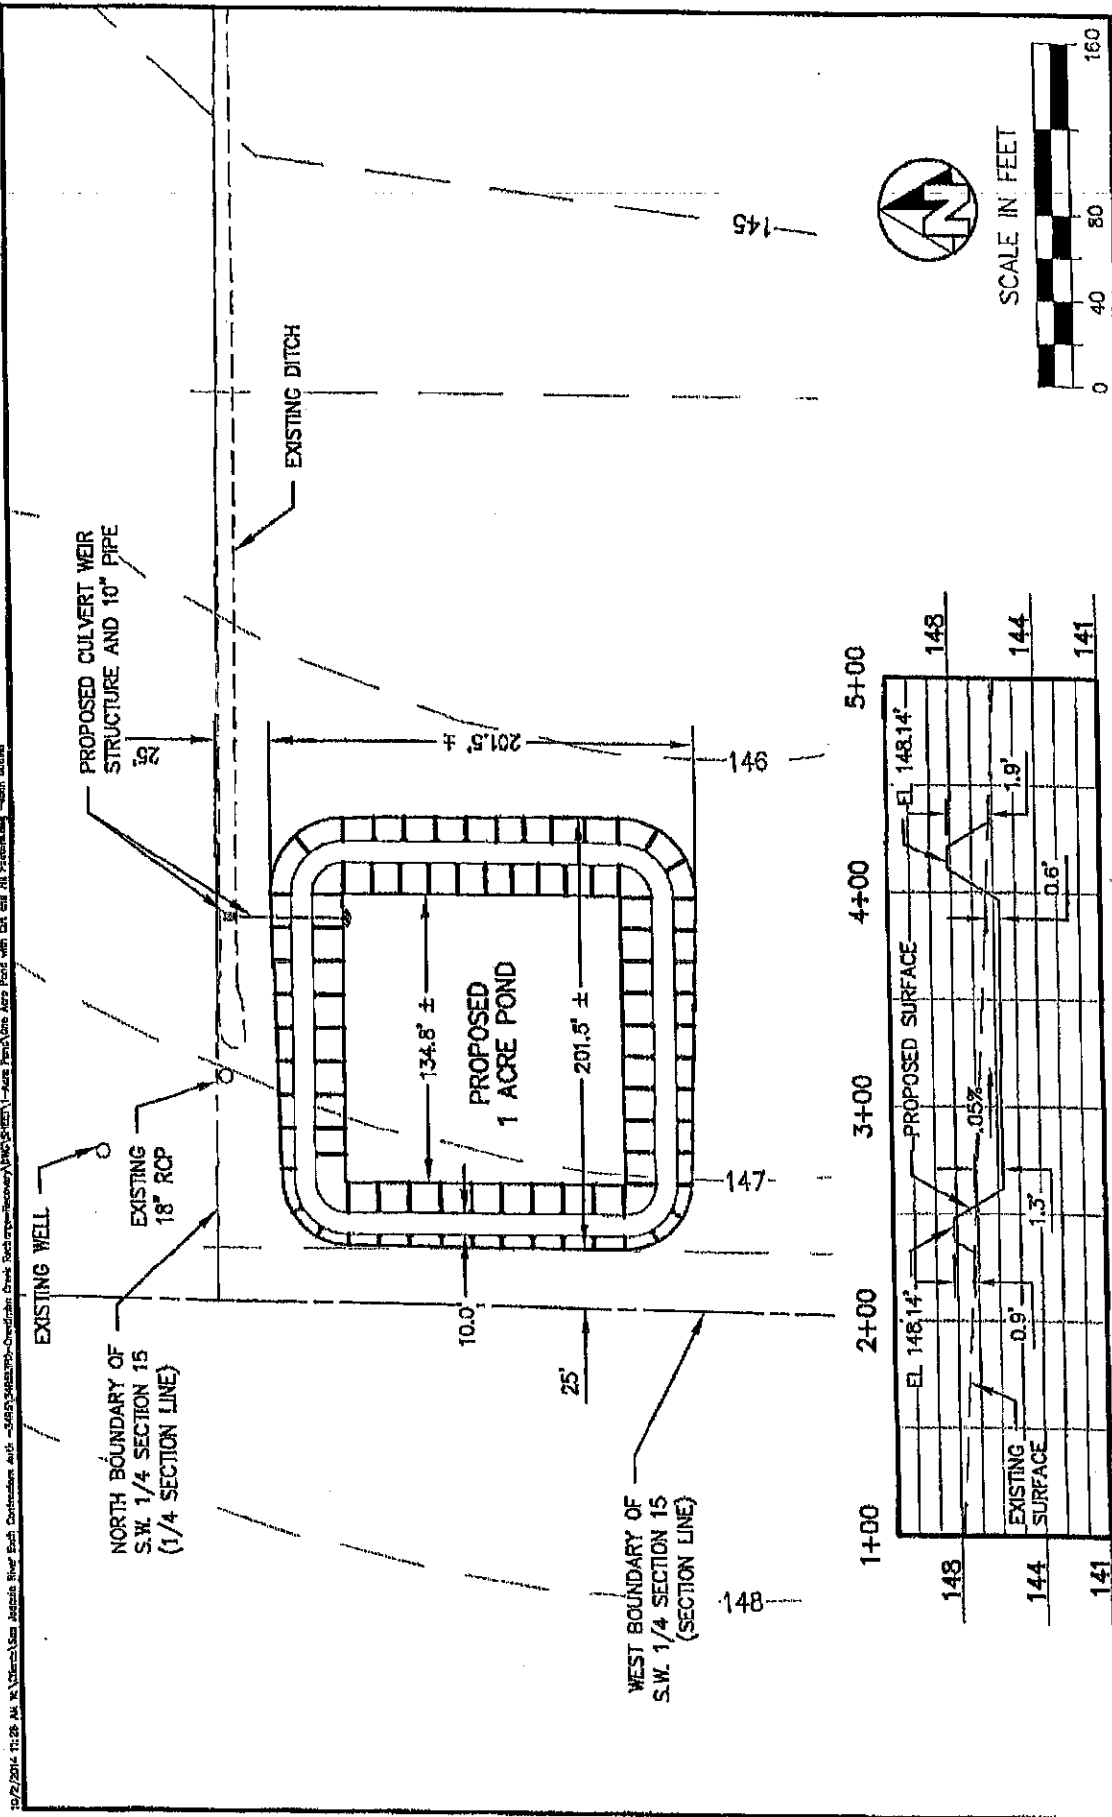 EXISTING WELL
NORTH BOUNDARY OF
S.W. 1/4 SECTION 15
(1/4 SECTION LINE)
EXISTING
18" RCP
PROPOSED CULVERT WEIR
STRUCTURE AND 10" PIPE
25'
EXISTING DITCH
201.5' ±
134.8' ±
PROPOSED
1 ACRE POND
201.5' ±
10.0'
25'
WEST BOUNDARY OF
S.W. 1/4 SECTION 15
(SECTION LINE)
148
147
146
145
N
SCALE IN FEET
0 40 80 160
1+00 2+00 3+00 4+00 5+00
148
144
141
EL 148.14'
PROPOSED SURFACE
EL 148.14'
.05%
EXISTING
SURFACE
0.9'
1.3'
0.6'
1.9'
148
144
141